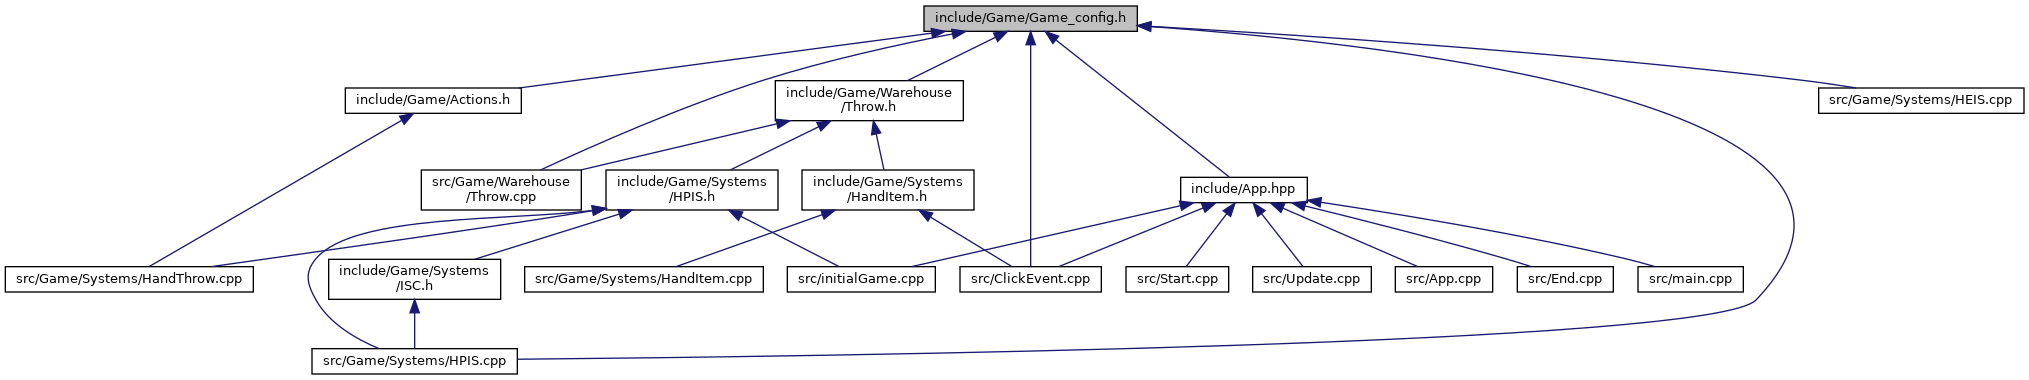 include/Game/Game_config.h
include/Game/Actions.h
include/Game/Warehouse
/Throw.h
src/Game/Systems/HEIS.cpp
src/Game/Warehouse
/Throw.cpp
include/Game/Systems
/HPIS.h
include/Game/Systems
/HandItem.h
include/App.hpp
src/Game/Systems/HandThrow.cpp
include/Game/Systems
/ISC.h
src/Game/Systems/HandItem.cpp
src/initialGame.cpp
src/ClickEvent.cpp
src/Start.cpp
src/Update.cpp
src/App.cpp
src/End.cpp
src/main.cpp
src/Game/Systems/HPIS.cpp